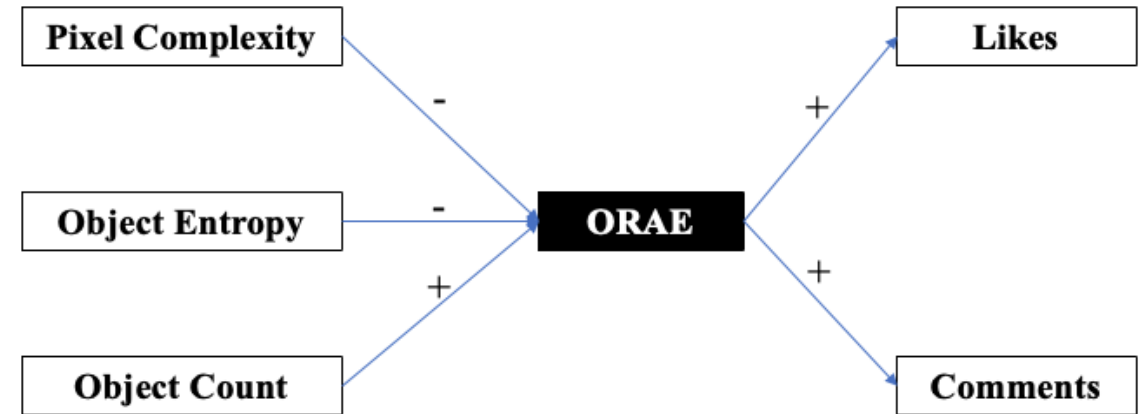 Pixel Complexity
Likes
-
+
Object Entropy
-
ORAE
+
+
Object Count
Comments